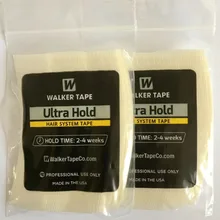 W
WALKER TAPE
Ultra Hold
HAIR SYSTEM TAPE
HOLD TIME: 2-4 weeks
WalkerTapeCo.com
PROFESSIONAL USE ONLY
MADE IN THE USA
W
WALKER TAPE
Ultra Hold
HAIR SYSTEM TAPE
HOLD TIME: 2-4 weeks
WalkerTapeCo.com
PROFESSIONAL USE ONLY
MADE IN THE USA